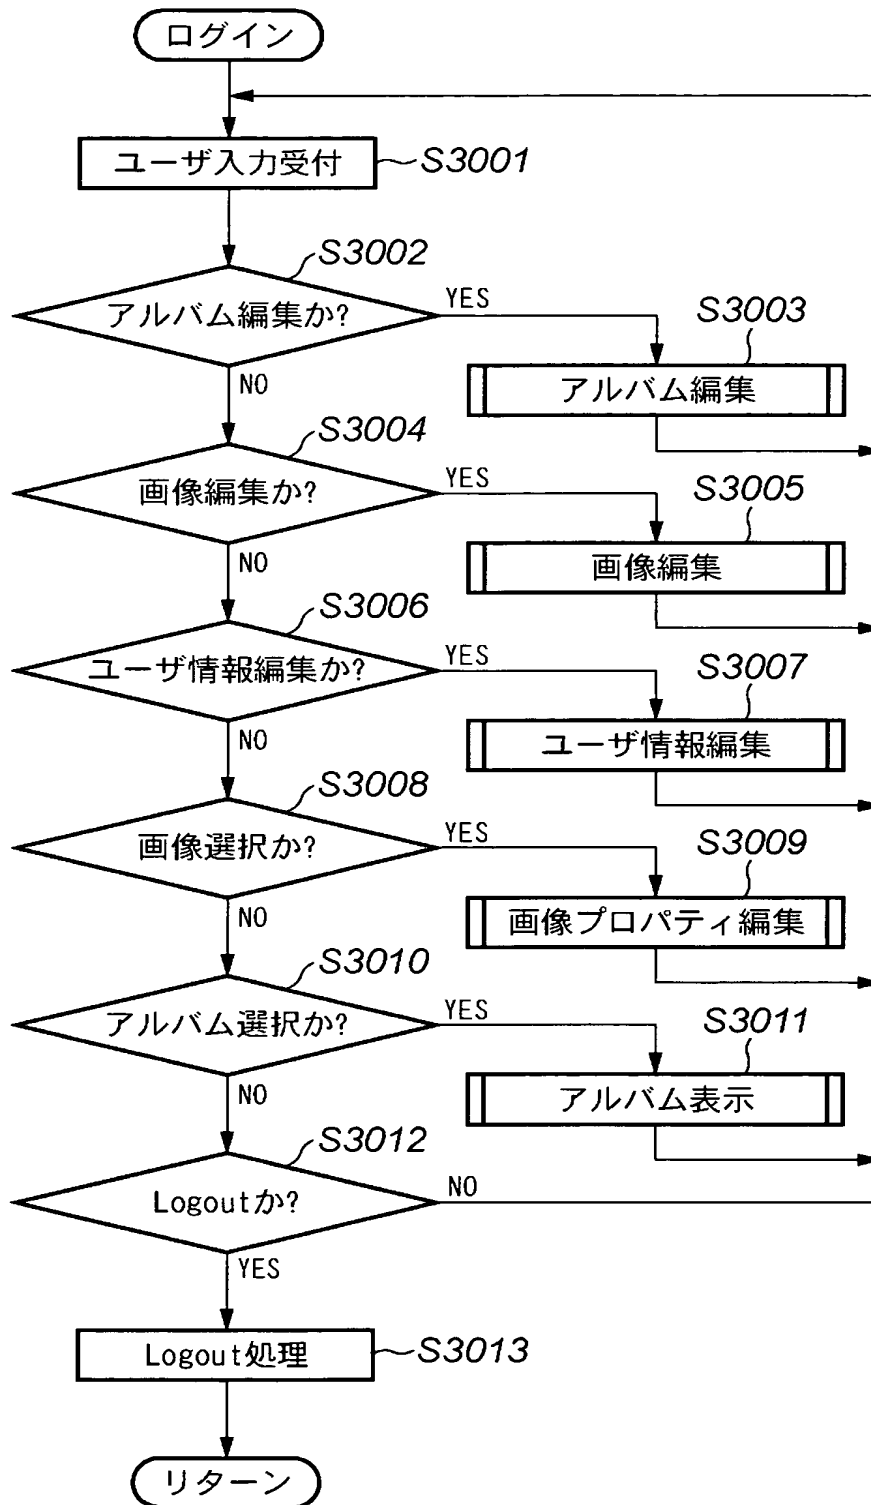 ログイン
ユーザ入力受付
S3001
S3002
アルバム編集か?
YES
NO
S3003
アルバム編集
S3004
画像編集か?
YES
NO
S3005
画像編集
S3006
ユーザ情報編集か?
YES
NO
S3007
ユーザ情報編集
S3008
画像選択か?
YES
NO
S3009
画像プロパティ編集
S3010
アルバム選択か?
YES
NO
S3011
アルバム表示
S3012
Logoutか?
NO
YES
Logout処理
S3013
リターン